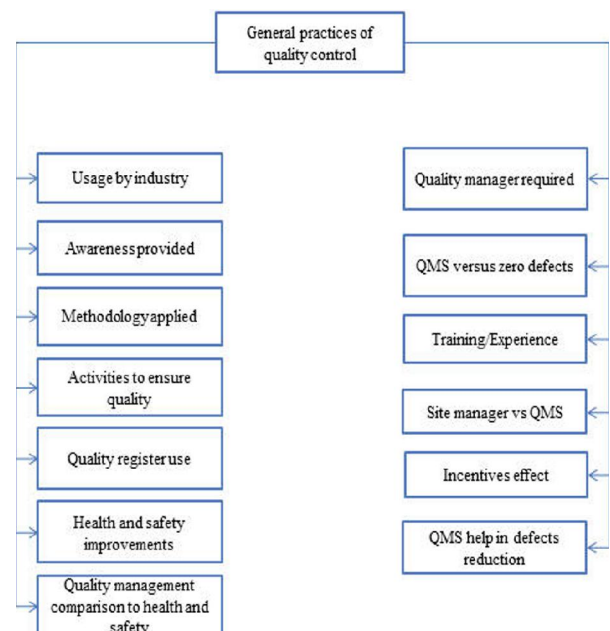 General practices of
quality control
Usage by industry
Awareness provided
Methodology applied
Activities to ensure
quality
Quality register use
Health and safety
improvements
Quality management
comparison to health and
safety
Quality manager required
QMS versus zero defects
Training/Experience
Site manager vs QMS
Incentives effect
QMS help in defects
reduction